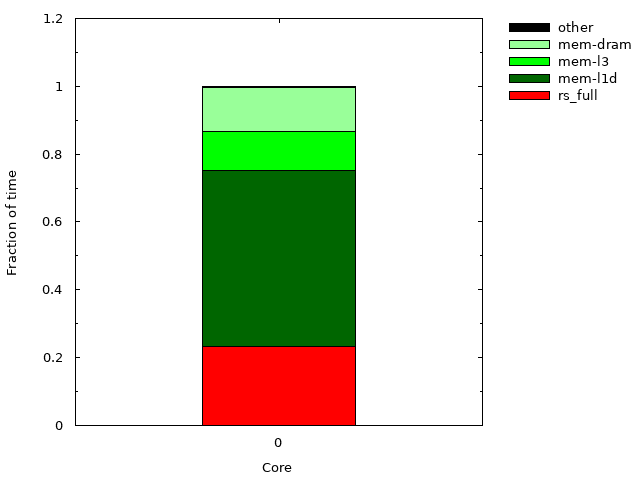 1.2
1
0.8
0.6
0.4
0.2
0
Fraction of time
0
Core
other
mem-dram
mem-l3
mem-l1d
rs_full